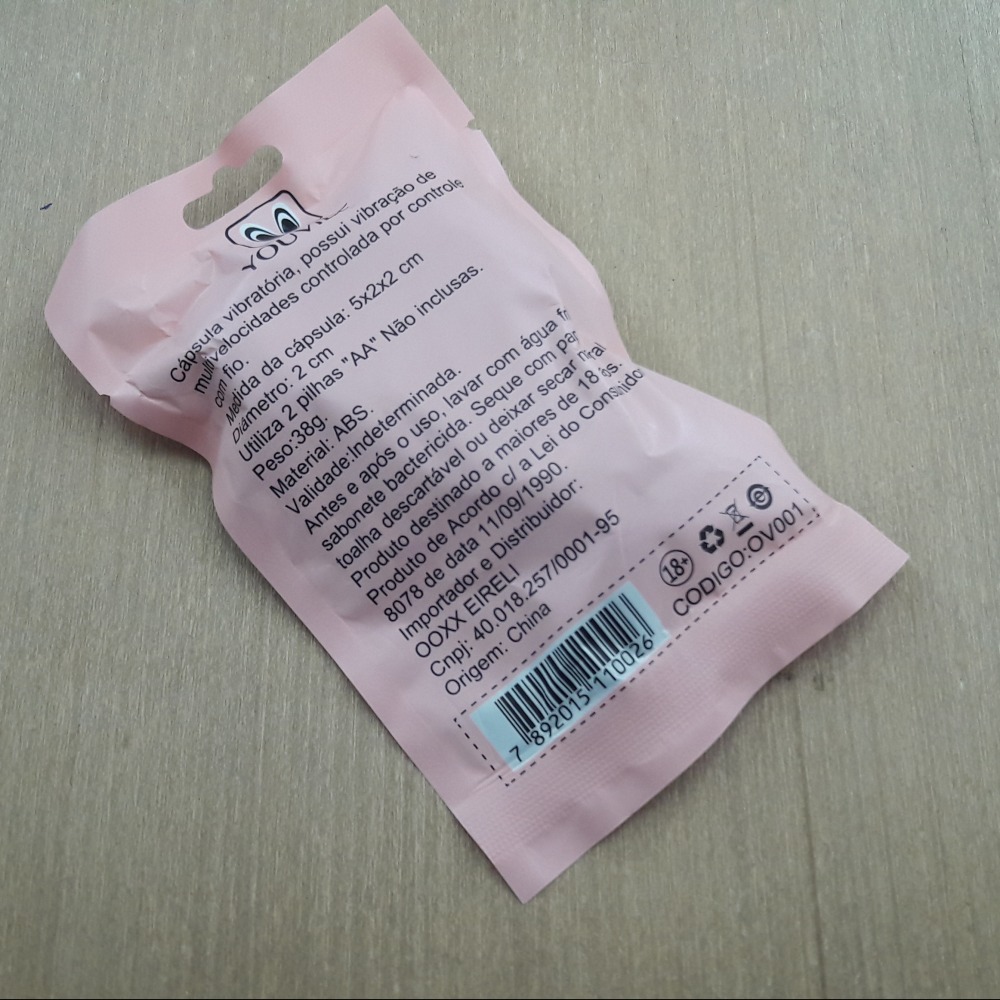 Cápsula vibratória, possui vibração de
multivelocidades controlada por controle
com fio.
Medida da cápsula: 5x2x2 cm
Diâmetro: 2 cm
Utiliza 2 pilhas "AA" Não inclusas.
Peso:38g
Material: ABS.
Validade:Indeterminada.
Antes e após o uso, lavar com água
sabonete bactericida. Seque com
toalha descartável ou deixar secar
Produto destinado a maiores de 18
Produto de Acordo c/ a Lei do Consumidor
8078 de data 11/09/1990.
Importador e Distribuidor:
OOXX EIRELI
Cnpj: 40.018.257/0001-95
Origem: China
18+
CODIGO:OV001
7 892015 110026